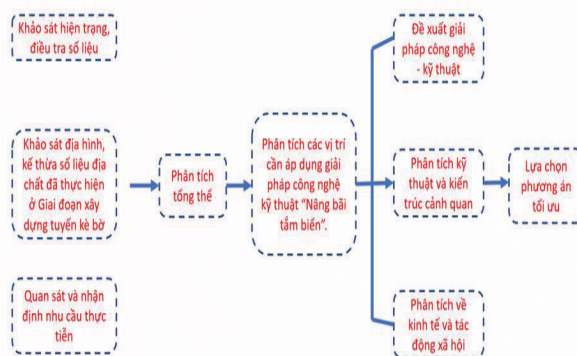 Khảo sát hiện trạng,
điều tra số liệu
Khảo sát địa hình,
kế thừa số liệu địa
chất đã thực hiện
ở Giai đoạn xây
dựng tuyến kè bờ
Quan sát và nhận
định nhu cầu thực
tiễn
Phân tích
tổng thể
Phân tích các vị trí
cần áp dụng giải
pháp công nghệ
kỹ thuật “Nâng bãi
tắm biển”.
Đề xuất giải
pháp công nghệ
- kỹ thuật
Phân tích kỹ
thuật và kiến
trúc cảnh quan
Phân tích về
kinh tế và tác
động xã hội
Lựa chọn
phương án
tối ưu